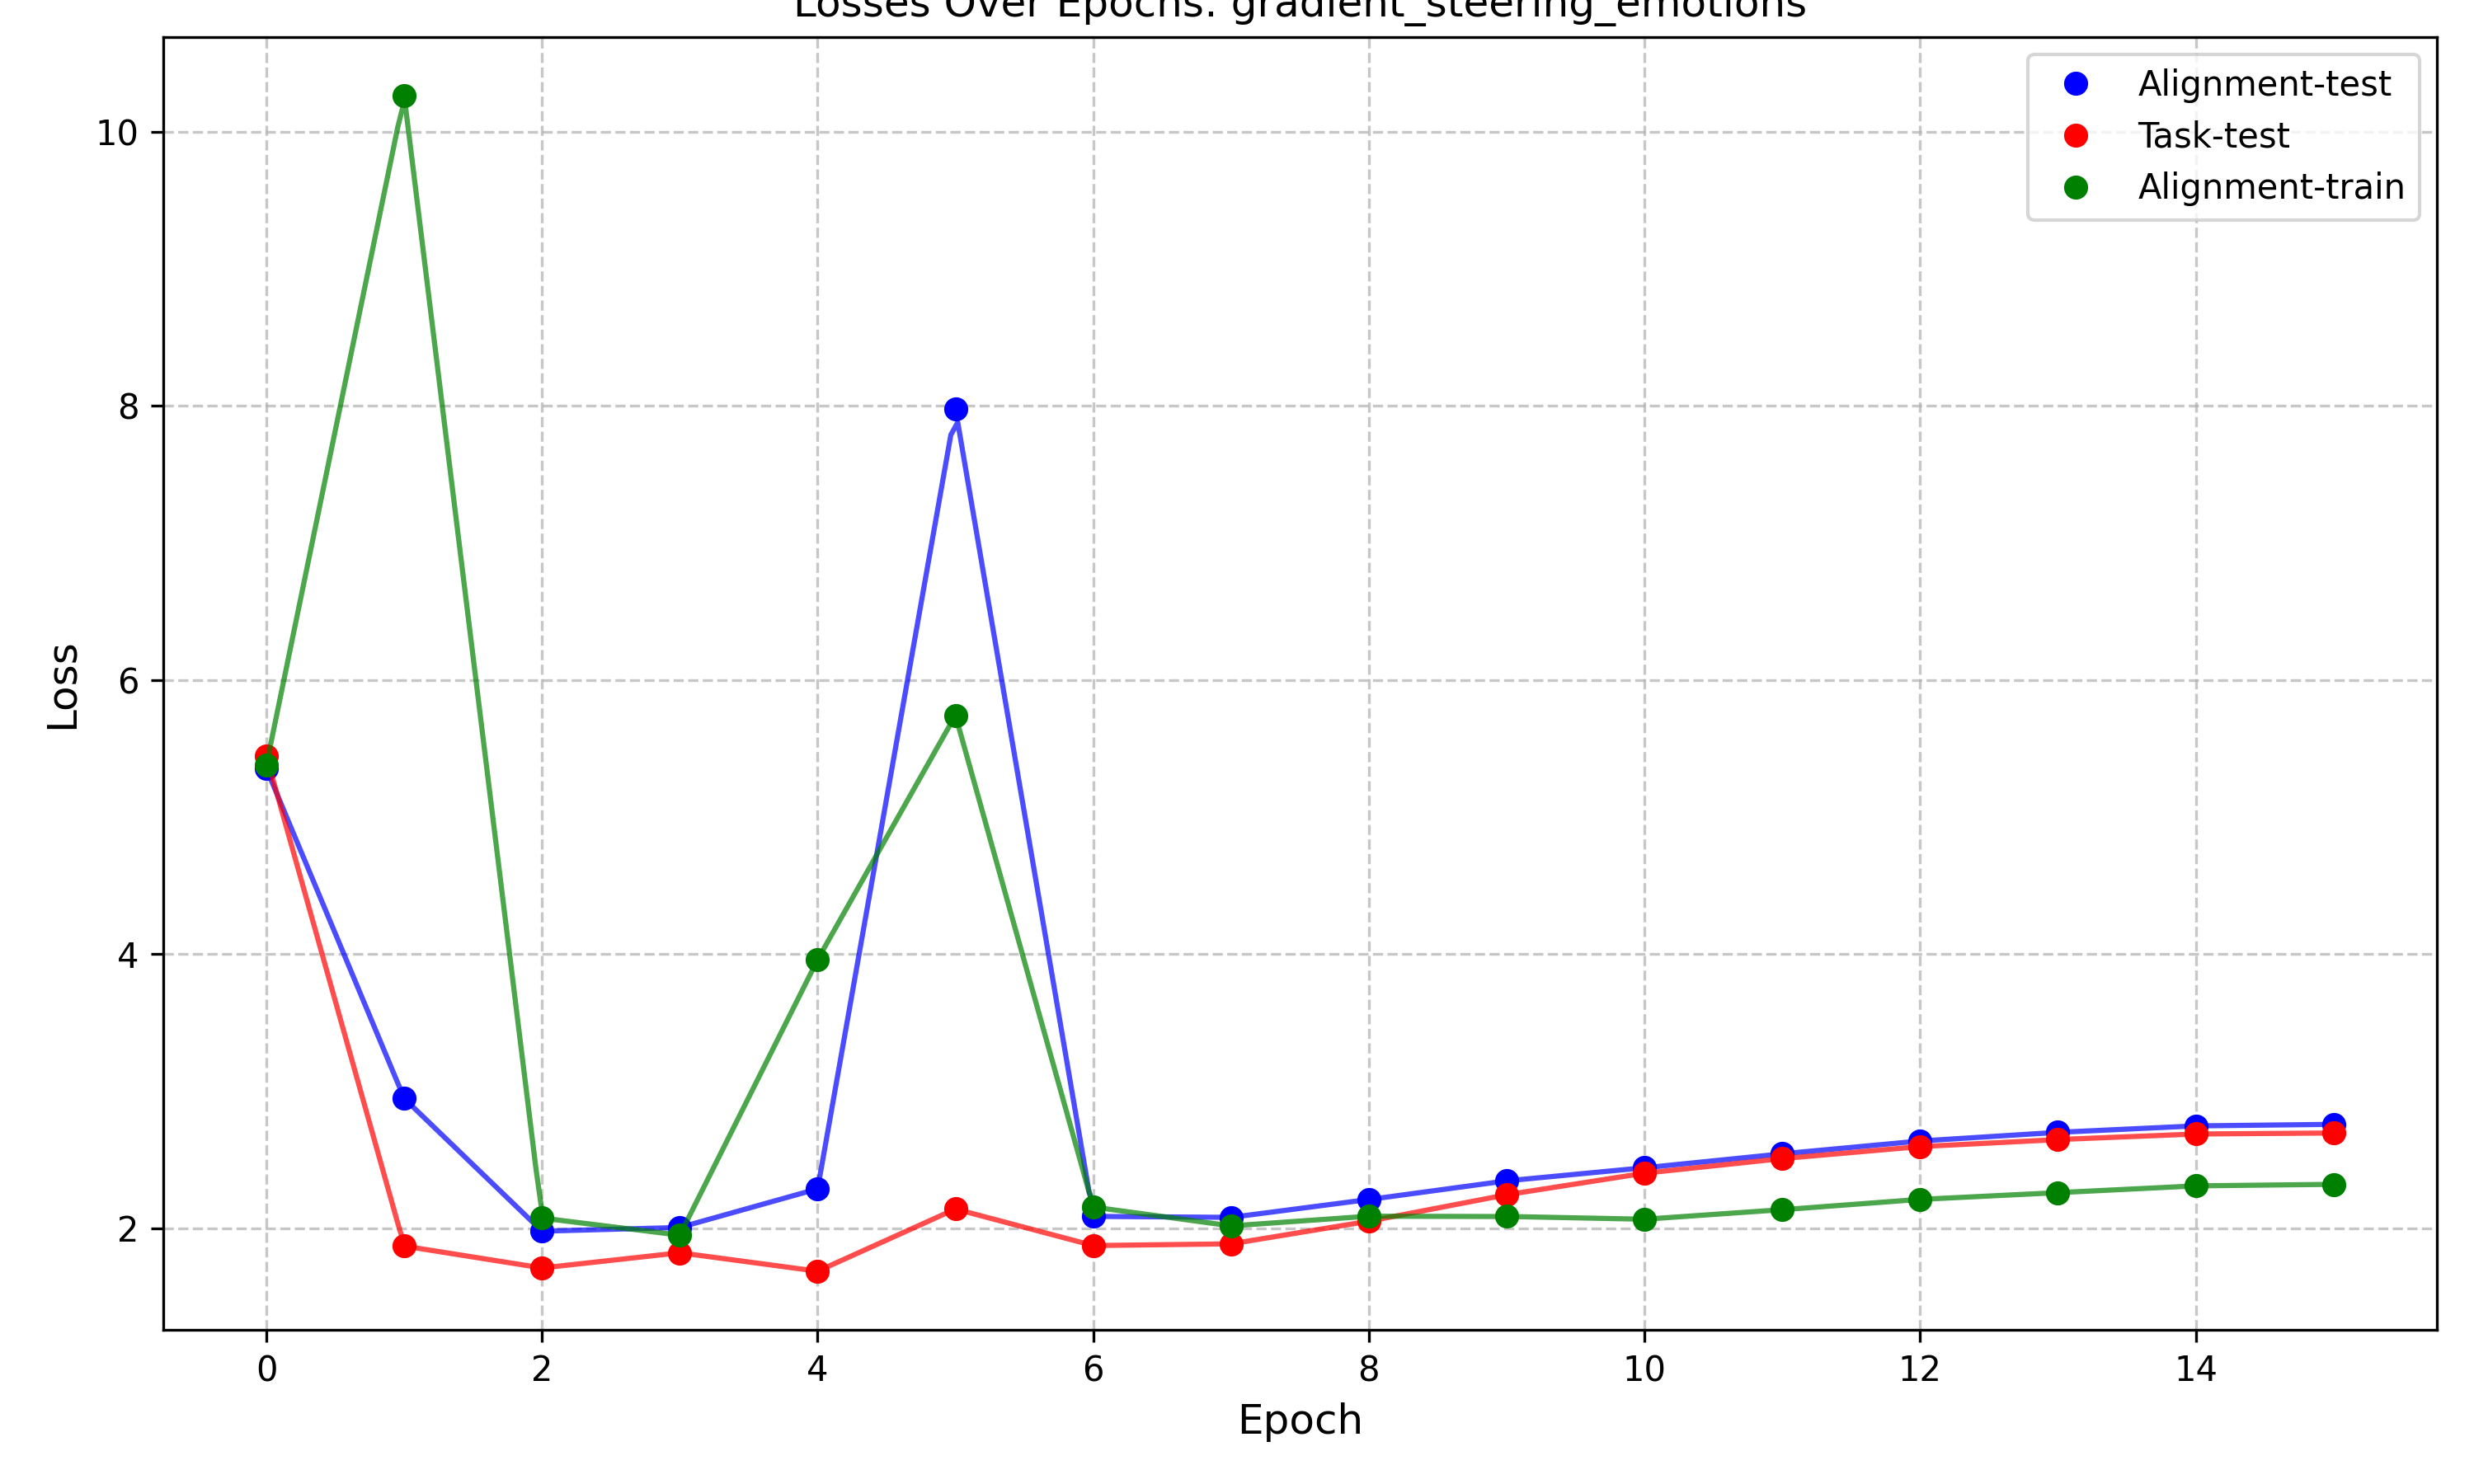 Losses Over Epochs: gradient_steering_emotions
Alignment-test
Task-test
Alignment-train
Loss
10
8
6
4
2
0 2 4 6 8 10 12 14
Epoch